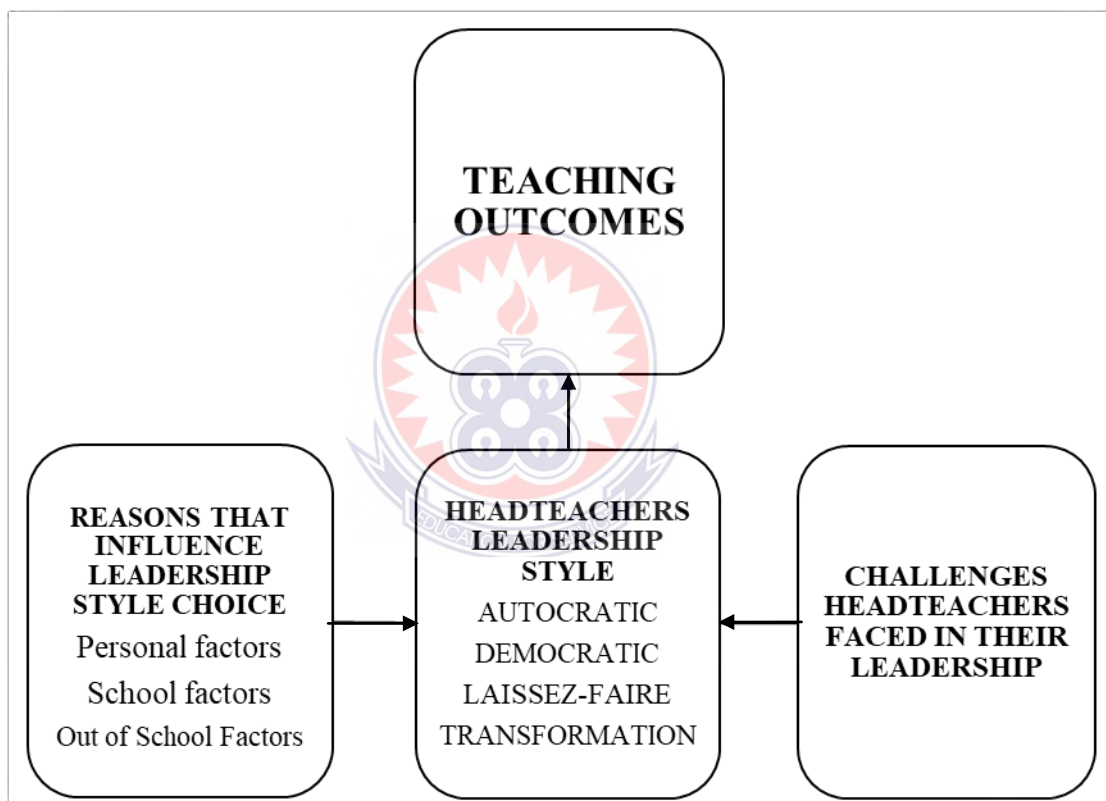 TEACHING
OUTCOMES
REASONS THAT
INFLUENCE
LEADERSHIP
STYLE CHOICE
Personal factors
School factors
Out of School Factors
HEADTEACHERS
LEADERSHIP
STYLE
AUTOCRATIC
DEMOCRATIC
LAISSEZ-FAIRE
TRANSFORMATION
CHALLENGES
HEADTEACHERS
FACED IN THEIR
LEADERSHIP